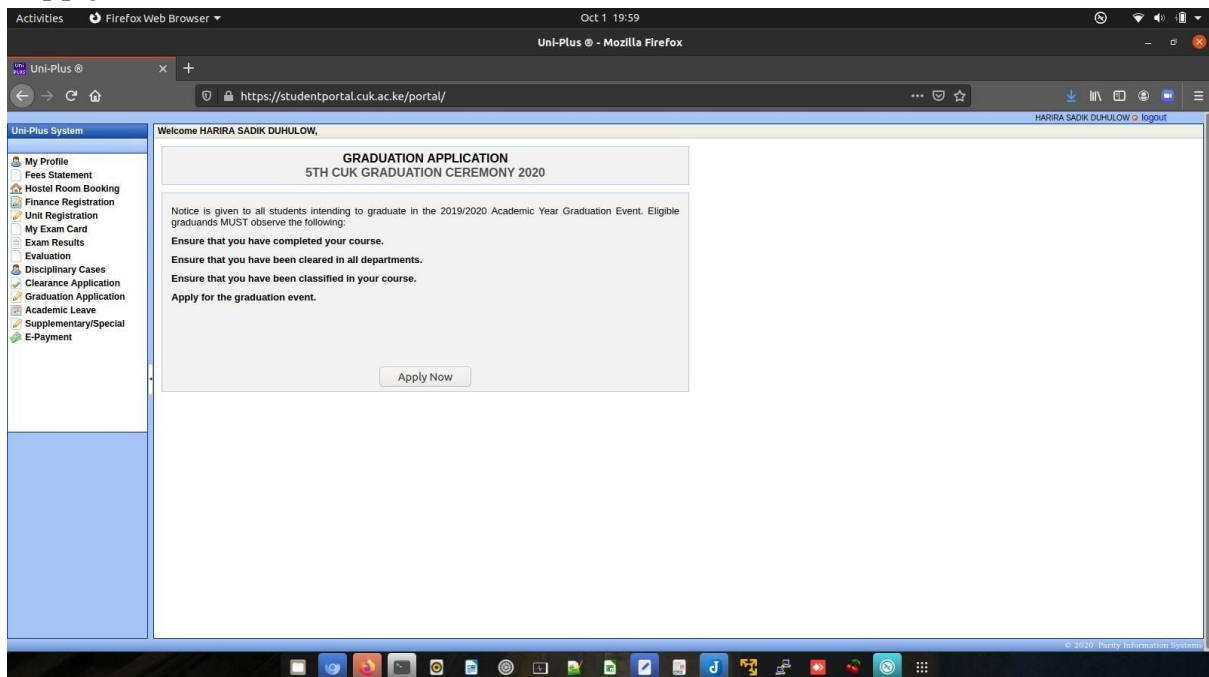 Activities
Firefox Web Browser
Oct 1 19:59
Uni-Plus ® - Mozilla Firefox
Uni-Plus ®
https://studentportal.cuk.ac.ke/portal/
HARIRA SADIK DUHULOW logout
Uni-Plus System
Welcome HARIRA SADIK DUHULOW,
My Profile
Fees Statement
Hostel Room Booking
Finance Registration
Unit Registration
My Exam Card
Exam Results
Evaluation
Disciplinary Cases
Clearance Application
Graduation Application
Academic Leave
Supplementary/Special
E-Payment
GRADUATION APPLICATION
5TH CUK GRADUATION CEREMONY 2020
Notice is given to all students intending to graduate in the 2019/2020 Academic Year Graduation Event. Eligible
graduands MUST observe the following:
Ensure that you have completed your course.
Ensure that you have been cleared in all departments.
Ensure that you have been classified in your course.
Apply for the graduation event.
Apply Now
© 2020 Parity Information Systems